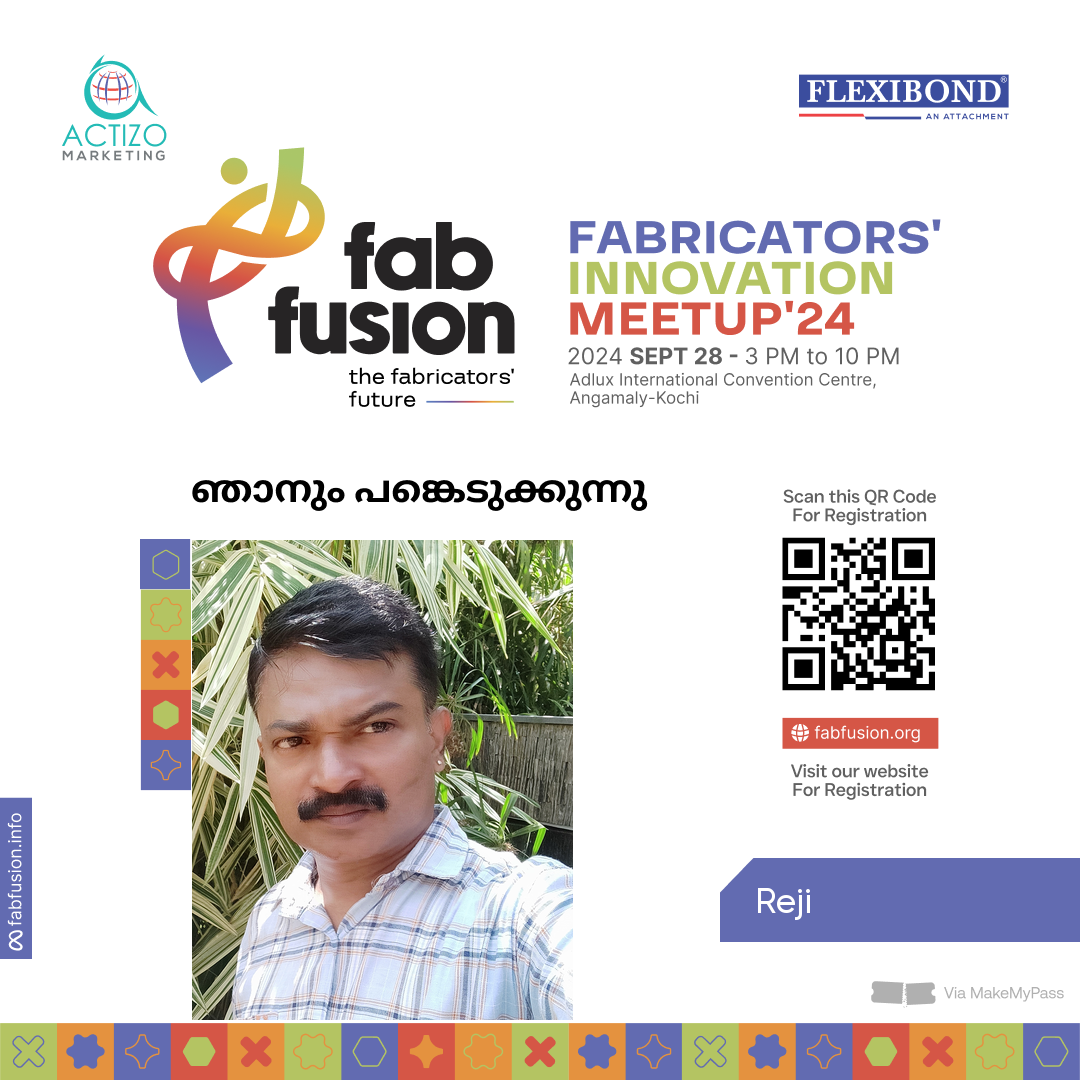 ACTIZO
MARKETING
FLEXIBOND®
AN ATTACHMENT
fab
fusion
the fabricators'
future
FABRICATORS'
INNOVATION
MEETUP'24
2024 SEPT 28 - 3 PM to 10 PM
Adlux International Convention Centre,
Angamaly-Kochi
ഞാനും പങ്കെടുക്കുന്നു
Scan this QR Code
For Registration
fabfusion.org
Visit our website
For Registration
fabfusion.info
Reji
Via MakeMyPass